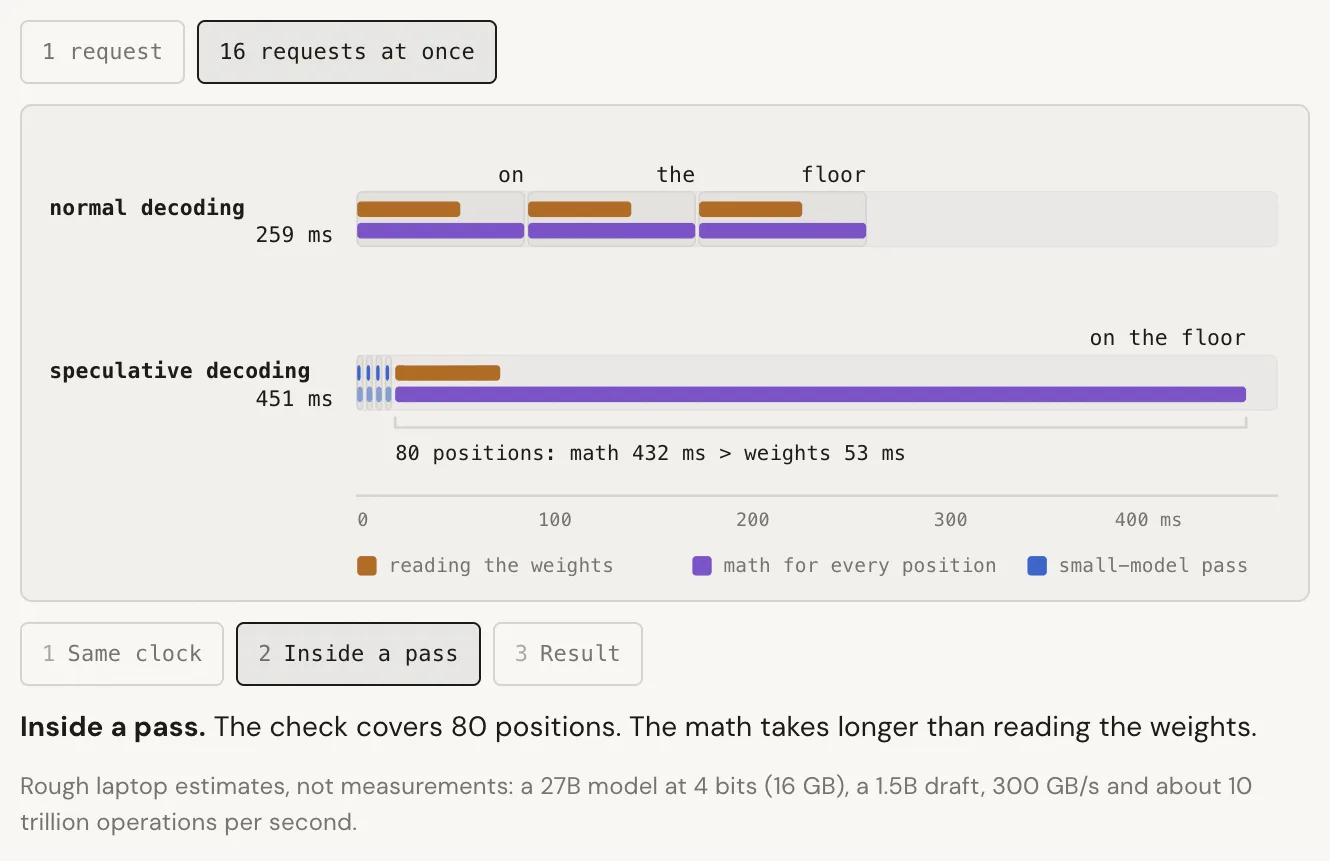 1 request
16 requests at once
on the floor
normal decoding
259 ms
on the floor
speculative decoding
451 ms
80 positions: math 432 ms > weights 53 ms
0 100 200 300 400 ms
reading the weights
math for every position
small-model pass
1 Same clock
2 Inside a pass
3 Result
Inside a pass. The check covers 80 positions. The math takes longer than reading the weights.
Rough laptop estimates, not measurements: a 27B model at 4 bits (16 GB), a 1.5B draft, 300 GB/s and about 10
trillion operations per second.